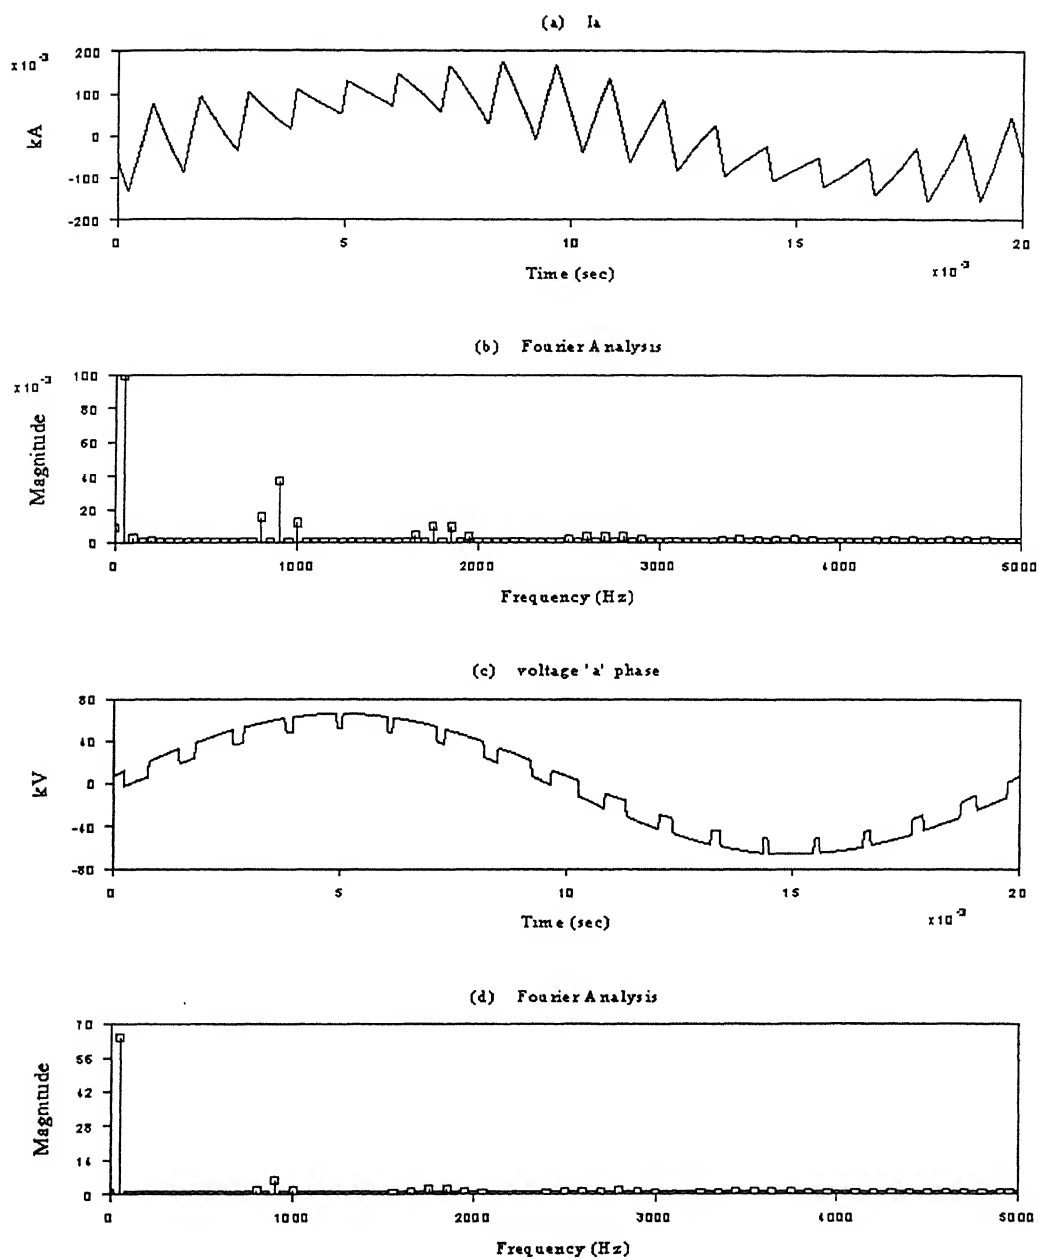 (a) Ia
x10⁻³
200
100
0
-100
-200
kA
0 5 10 15 20
Time (sec)
x10⁻³
(b) Fourier Analysis
x10⁻³
100
80
60
40
20
0
Magnitude
0 1000 2000 3000 4000 5000
Frequency (Hz)
(c) voltage 'a' phase
80
40
0
-40
-80
kV
0 5 10 15 20
Time (sec)
x10⁻³
(d) Fourier Analysis
70
56
42
28
14
0
Magnitude
0 1000 2000 3000 4000 5000
Frequency (Hz)